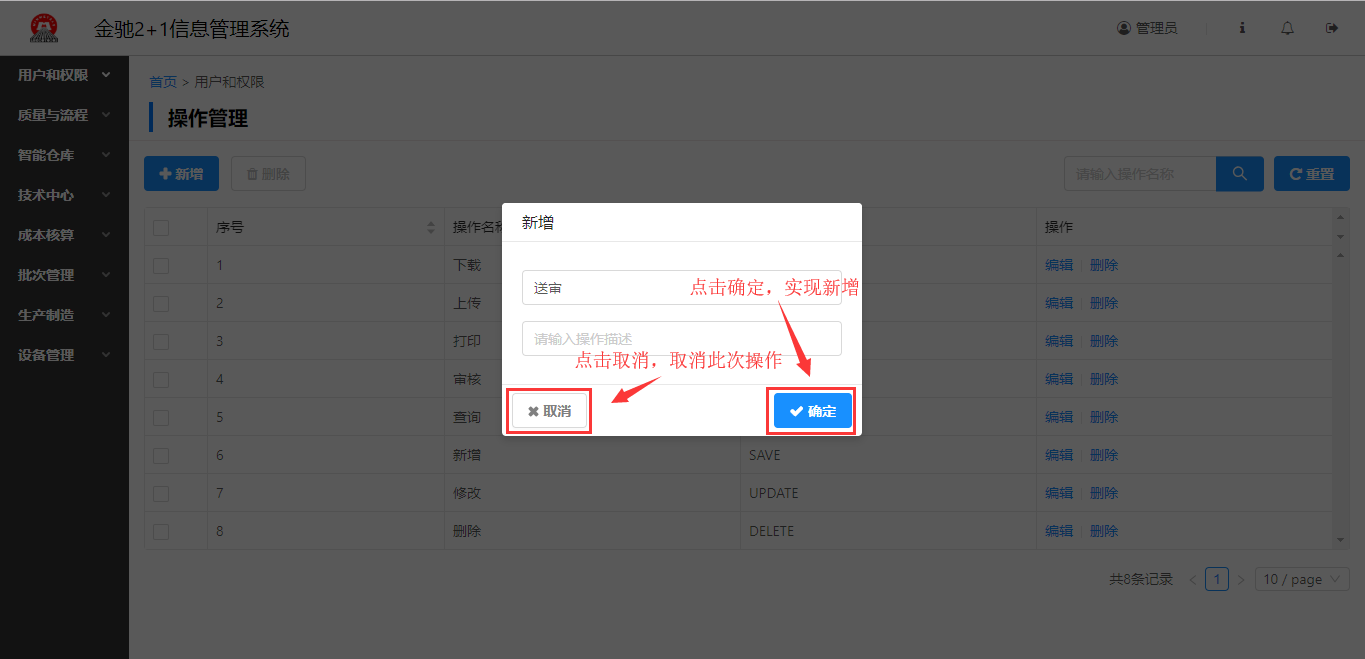 金驰2+1信息管理系统
管理员
用户和权限
质量与流程
智能仓库
技术中心
成本核算
批次管理
生产制造
设备管理
首页 > 用户和权限
操作管理
新增
删除
请输入操作名称
重置
序号 操作名称 操作
1 下载 编辑 删除
2 上传 编辑 删除
3 打印 编辑 删除
4 审核 编辑 删除
5 查询 编辑 删除
6 新增 SAVE 编辑 删除
7 修改 UPDATE 编辑 删除
8 删除 DELETE 编辑 删除
共8条记录 < 1 > 10 / page
新增
送审
点击确定，实现新增
请输入操作描述
点击取消，取消此次操作
取消
确定